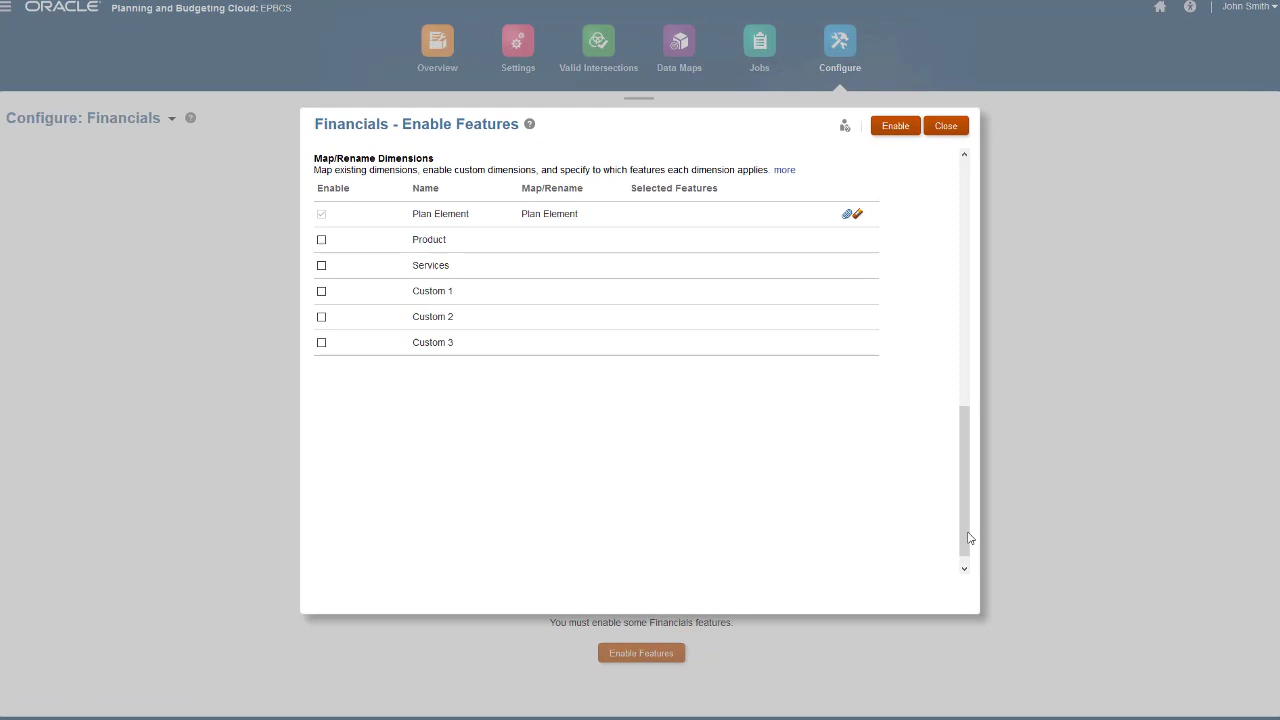 ORACLE Planning and Budgeting Cloud: EPBCS John Smith
Overview Settings Valid Intersections Data Maps Jobs Configure
Configure: Financials
Financials - Enable Features Enable Close
Map/Rename Dimensions
Map existing dimensions, enable custom dimensions, and specify to which features each dimension applies. more
Enable Name Map/Rename Selected Features
Plan Element Plan Element
Product
Services
Custom 1
Custom 2
Custom 3
You must enable some Financials features.
Enable Features